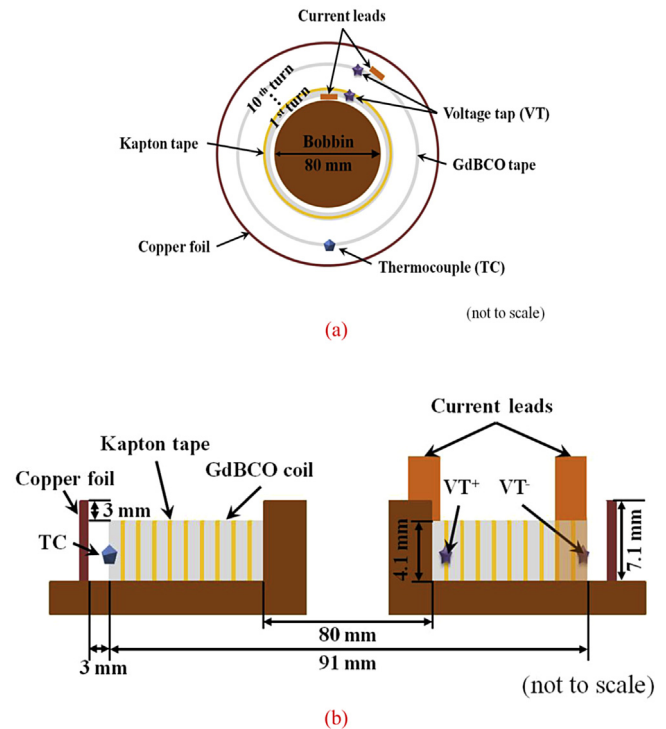 Current leads
10th turn
1st turn
Voltage tap (VT)
Kapton tape
Bobbin
80 mm
GdBCO tape
Copper foil
Thermocouple (TC)
(not to scale)
(a)
Current leads
Kapton tape
GdBCO coil
Copper foil
3 mm
VT+
VT-
TC
4.1 mm
7.1 mm
80 mm
3 mm
91 mm
(not to scale)
(b)